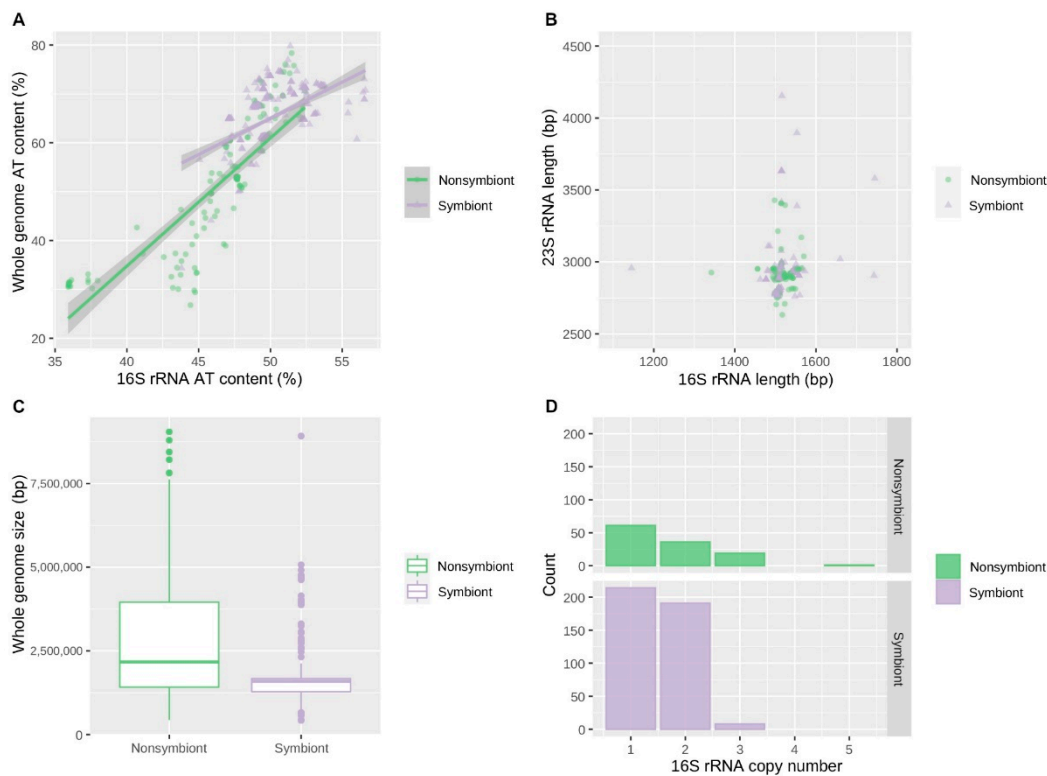 A
Whole genome AT content (%)
80
60
40
20
35
40
45
50
55
16S rRNA AT content (%)
Nonsymbiont
Symbiont
B
23S rRNA length (bp)
4500
4000
3500
3000
2500
1200
1400
1600
1800
16S rRNA length (bp)
Nonsymbiont
Symbiont
C
Whole genome size (bp)
7,500,000
5,000,000
2,500,000
0
Nonsymbiont
Symbiont
Nonsymbiont
Symbiont
D
Count
200
150
100
50
0
Nonsymbiont
200
150
100
50
0
Symbiont
1
2
3
4
5
16S rRNA copy number
Nonsymbiont
Symbiont